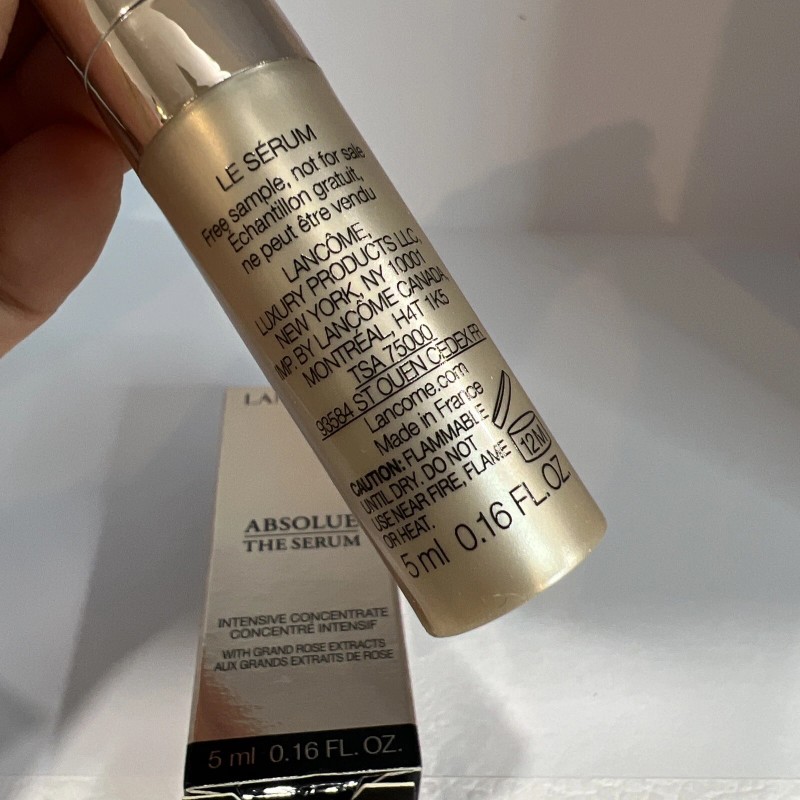 LE SÉRUM
Free sample, not for sale
Échantillon gratuit,
ne peut être vendu
LANCÔME,
LUXURY PRODUCTS LLC,
NEW YORK, NY 10001
IMP. BY LANCÔME CANADA,
MONTRÉAL, H4T 1K5
TSA 75000
93584 ST OUEN CEDEX FR
Lancome.com
Made in France
CAUTION: FLAMMABLE
UNTIL DRY. DO NOT
USE NEAR FIRE, FLAME
OR HEAT.
12M
5 ml 0.16 FL. OZ.
ABSOLUE
THE SERUM
INTENSIVE CONCENTRATE
CONCENTRÉ INTENSIF
WITH GRAND ROSE EXTRACTS
AUX GRANDS EXTRAITS DE ROSE
5 ml 0.16 FL. OZ.